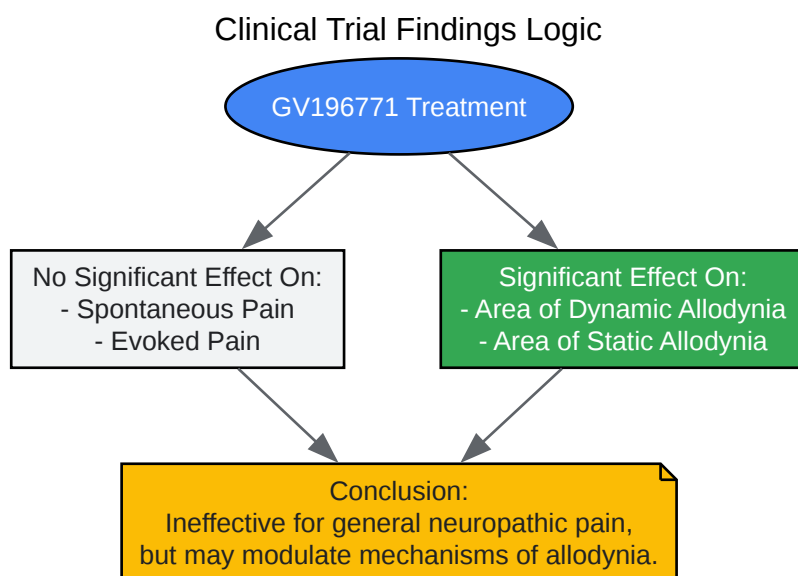 Clinical Trial Findings Logic
GV196771 Treatment
No Significant Effect On:
- Spontaneous Pain
- Evoked Pain
Significant Effect On:
- Area of Dynamic Allodynia
- Area of Static Allodynia
Conclusion:
Ineffective for general neuropathic pain,
but may modulate mechanisms of allodynia.